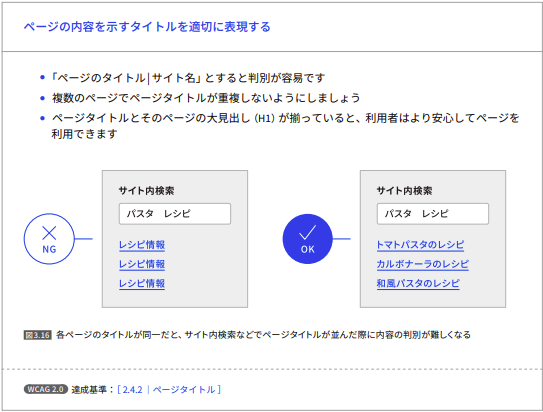 ページの内容を示すタイトルを適切に表現する
• 「ページのタイトル|サイト名」とすると判別が容易です
• 複数のページでページタイトルが重複しないようにしましょう
• ページタイトルとそのページの大見出し(H1)が揃っていると、利用者はより安心してページを
利用できます
NG
サイト内検索
パスタ　レシピ
レシピ情報
レシピ情報
レシピ情報
OK
サイト内検索
パスタ　レシピ
トマトパスタのレシピ
カルボナーラのレシピ
和風パスタのレシピ
図3.16 各ページのタイトルが同一だと、サイト内検索などでページタイトルが並んだ際に内容の判別が難しくなる
WCAG 2.0 達成基準：[ 2.4.2｜ページタイトル ]